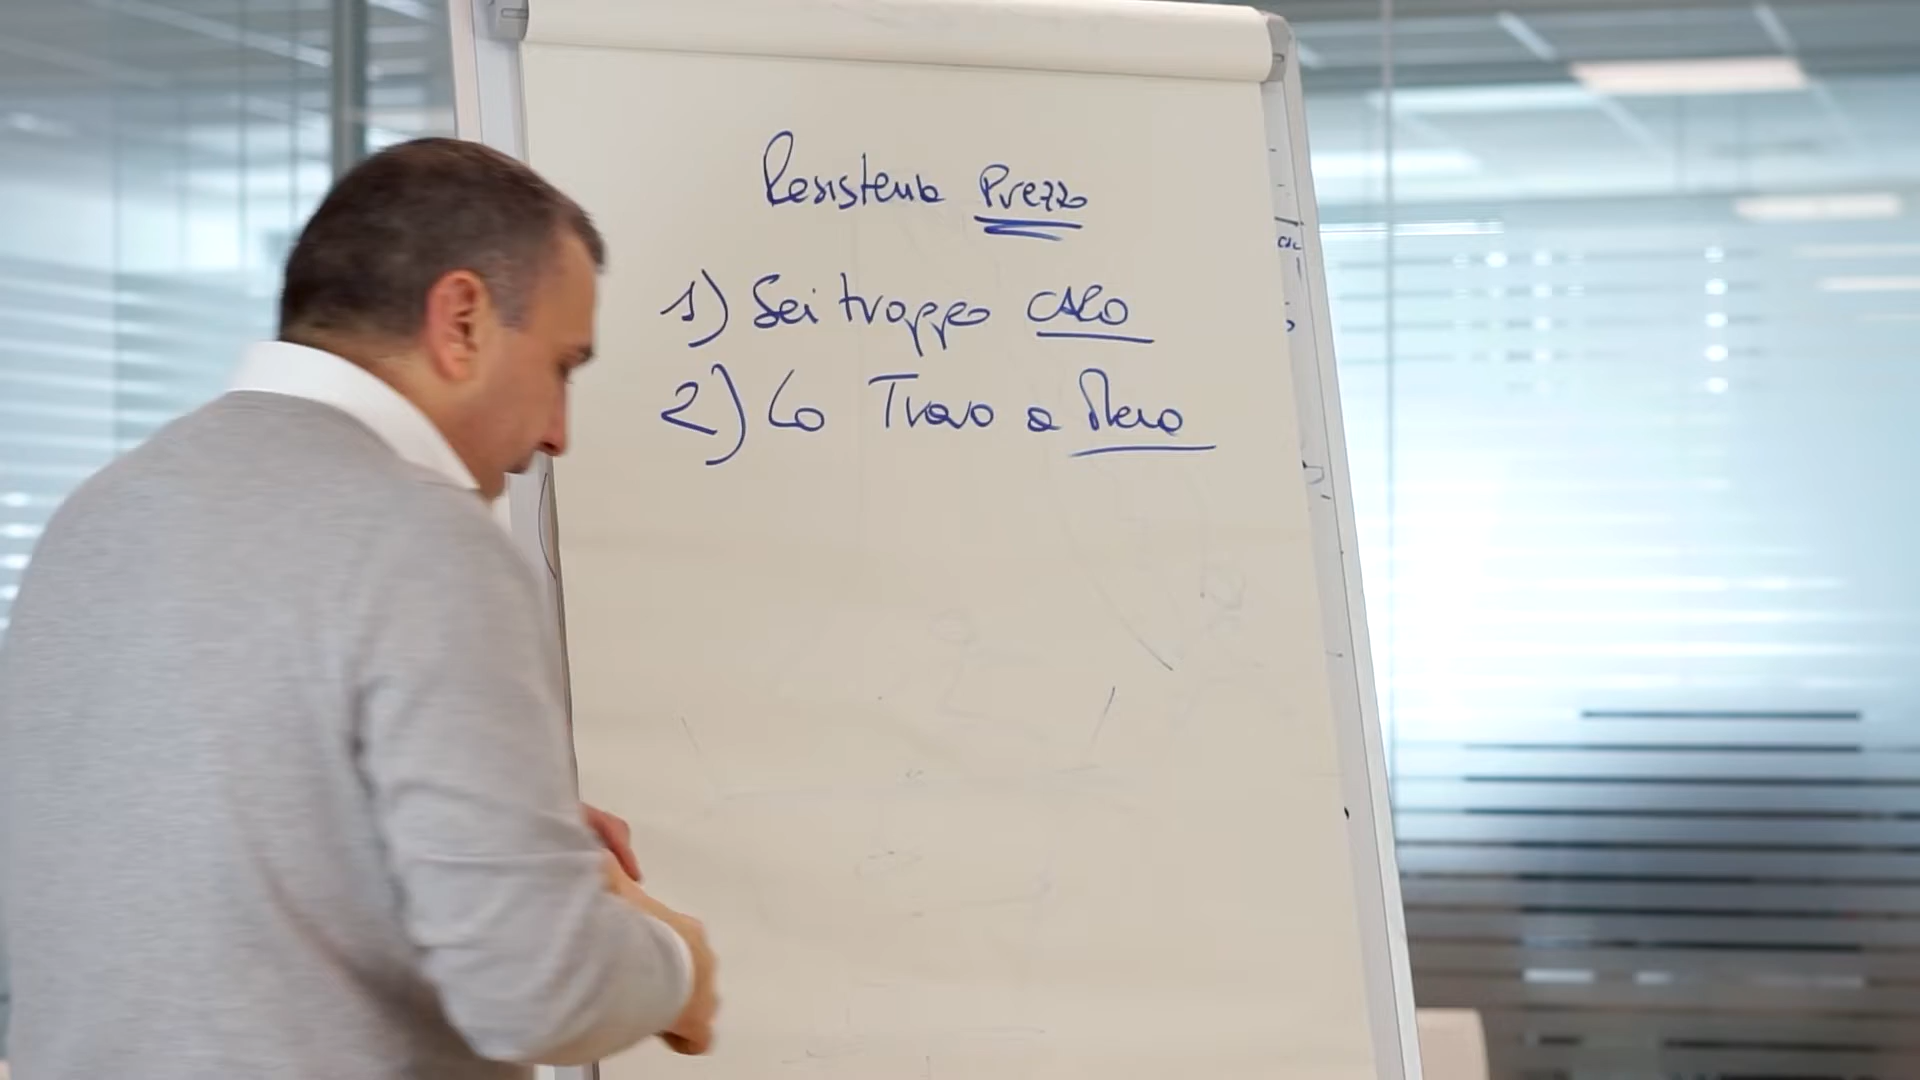 Resistenza Prezzo
1) Sei troppo CARO
2) Lo Trovo a Meno